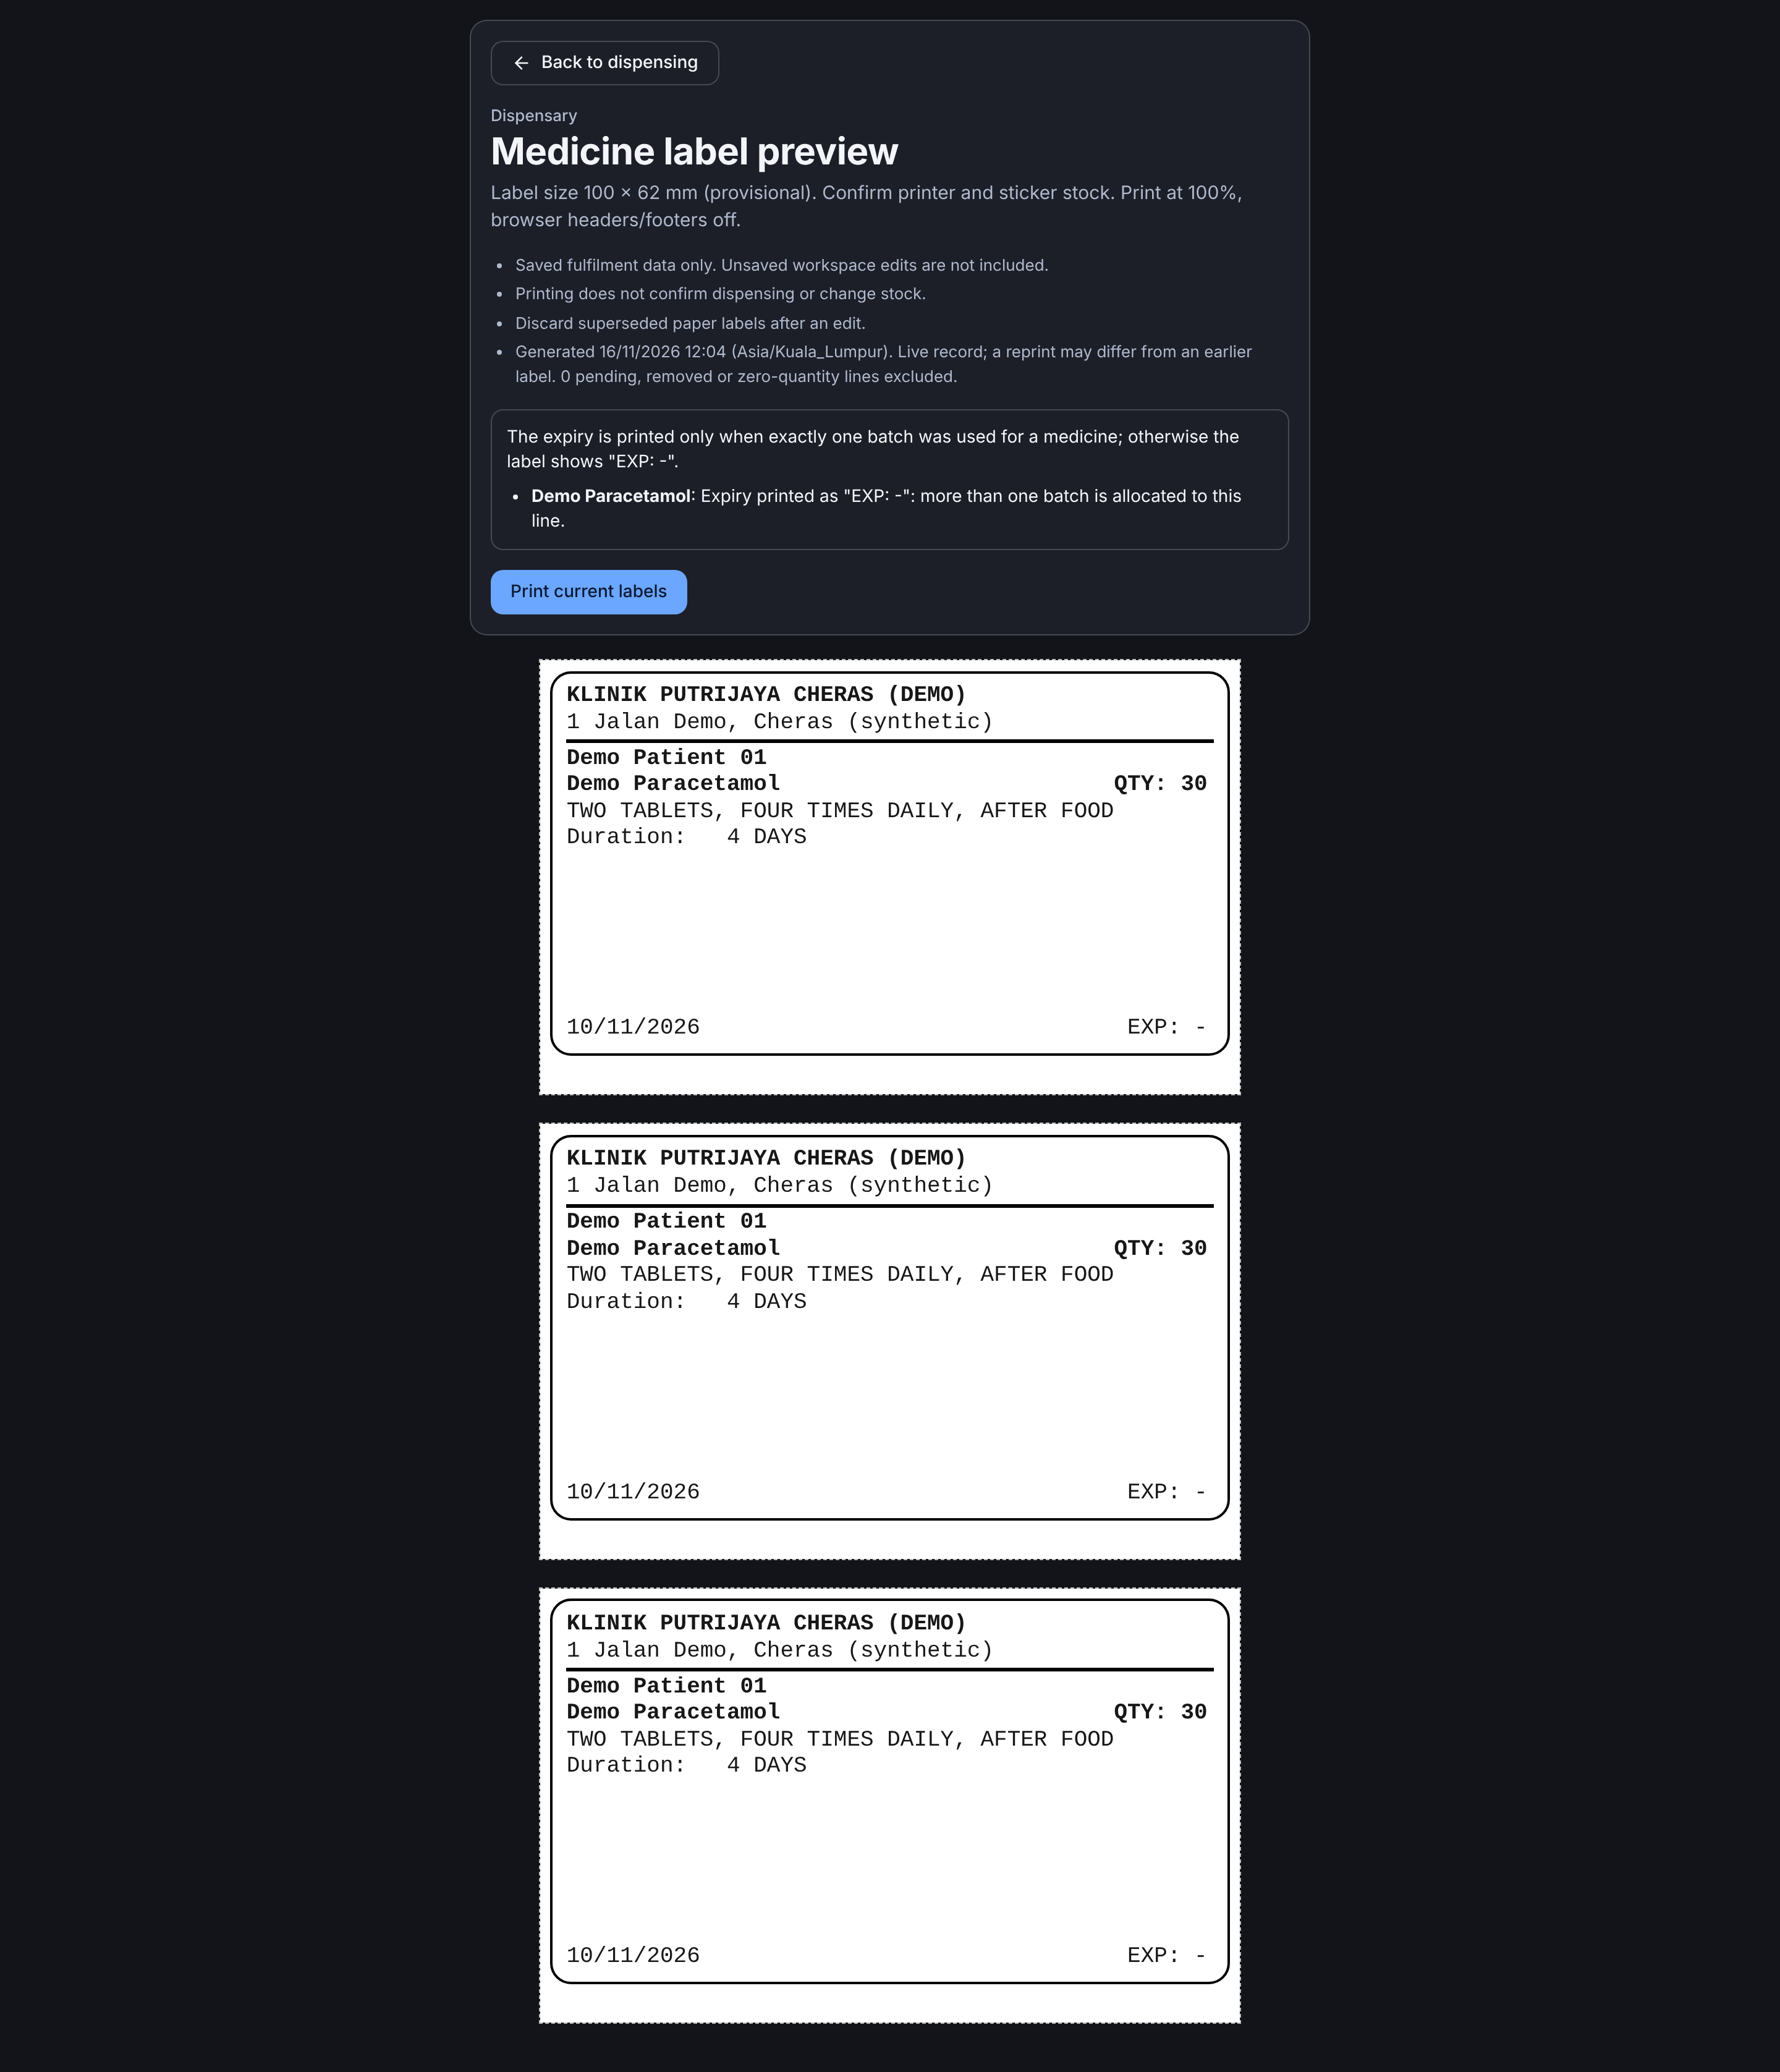 Back to dispensing
Dispensary
Medicine label preview
Label size 100 × 62 mm (provisional). Confirm printer and sticker stock. Print at 100%,
browser headers/footers off.
• Saved fulfilment data only. Unsaved workspace edits are not included.
• Printing does not confirm dispensing or change stock.
• Discard superseded paper labels after an edit.
• Generated 16/11/2026 12:04 (Asia/Kuala_Lumpur). Live record; a reprint may differ from an earlier
label. 0 pending, removed or zero-quantity lines excluded.
The expiry is printed only when exactly one batch was used for a medicine; otherwise the
label shows "EXP: -".
• Demo Paracetamol: Expiry printed as "EXP: -": more than one batch is allocated to this
line.
Print current labels
KLINIK PUTRIJAYA CHERAS (DEMO)
1 Jalan Demo, Cheras (synthetic)
Demo Patient 01
Demo Paracetamol QTY: 30
TWO TABLETS, FOUR TIMES DAILY, AFTER FOOD
Duration: 4 DAYS
10/11/2026 EXP: -
KLINIK PUTRIJAYA CHERAS (DEMO)
1 Jalan Demo, Cheras (synthetic)
Demo Patient 01
Demo Paracetamol QTY: 30
TWO TABLETS, FOUR TIMES DAILY, AFTER FOOD
Duration: 4 DAYS
10/11/2026 EXP: -
KLINIK PUTRIJAYA CHERAS (DEMO)
1 Jalan Demo, Cheras (synthetic)
Demo Patient 01
Demo Paracetamol QTY: 30
TWO TABLETS, FOUR TIMES DAILY, AFTER FOOD
Duration: 4 DAYS
10/11/2026 EXP: -